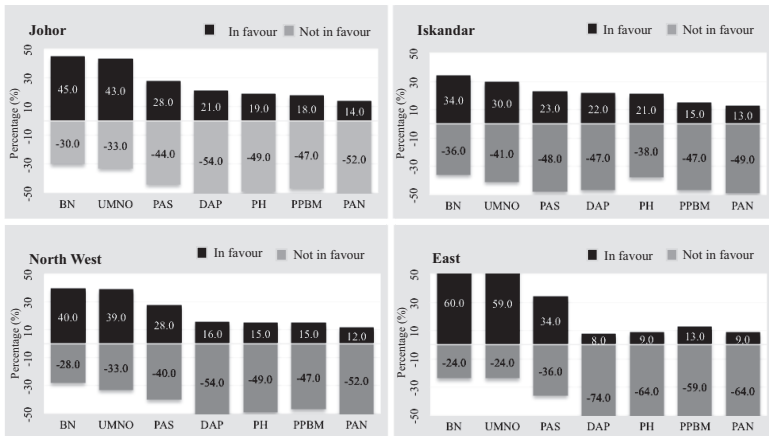 Johor
In favour Not in favour
Percentage (%)
50
30
10
-10
-30
-50
45.0 43.0 28.0 21.0 19.0 18.0 14.0
-30.0 -33.0 -44.0 -54.0 -49.0 -47.0 -52.0
BN UMNO PAS DAP PH PPBM PAN
Iskandar
In favour Not in favour
Percentage (%)
50
30
10
-10
-30
-50
34.0 30.0 23.0 22.0 21.0 15.0 13.0
-36.0 -41.0 -48.0 -47.0 -38.0 -47.0 -49.0
BN UMNO PAS DAP PH PPBM PAN
North West
In favour Not in favour
Percentage (%)
50
30
10
-10
-30
-50
40.0 39.0 28.0 16.0 15.0 15.0 12.0
-28.0 -33.0 -40.0 -54.0 -49.0 -47.0 -52.0
BN UMNO PAS DAP PH PPBM PAN
East
In favour Not in favour
Percentage (%)
50
30
10
-10
-30
-50
60.0 59.0 34.0 8.0 9.0 13.0 9.0
-24.0 -24.0 -36.0 -74.0 -64.0 -59.0 -64.0
BN UMNO PAS DAP PH PPBM PAN